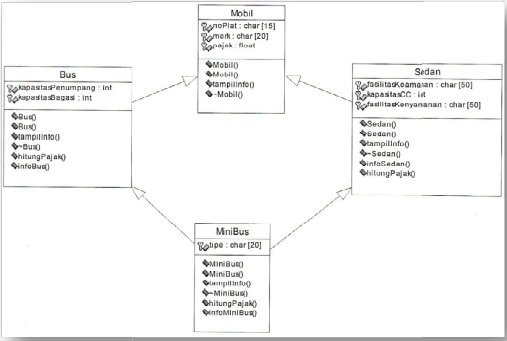 Mobil
noPlat : char [15]
merk : char [20]
pajak : float
Mobil()
Mobil()
tampilInfo()
~Mobil()
Bus
kapasitasPenumpang : int
kapasitasBagasi : int
Bus()
Bus()
tampilInfo()
~Bus()
hitungPajak()
infoBus()
Sedan
fasilitasKeamanan : char [50]
kapasitasCC : int
fasilitasKenyamanan : char [50]
Sedan()
Sedan()
tampilInfo()
~Sedan()
infoSedan()
hitungPajak()
MiniBus
tipe : char [20]
MiniBus()
MiniBus()
tampilInfo()
~MiniBus()
hitungPajak()
infoMiniBus()